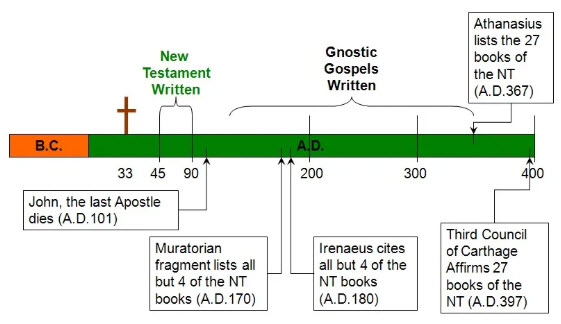 New
Testament
Written
Gnostic
Gospels
Written
Athanasius
lists the 27
books of
the NT
(A.D.367)
B.C.
A.D.
33
45
90
200
300
400
John, the last Apostle
dies (A.D.101)
Muratorian
fragment lists all
but 4 of the NT
books (A.D.170)
Irenaeus cites
all but 4 of the
NT books
(A.D.180)
Third Council
of Carthage
Affirms 27
books of the
NT (A.D.397)